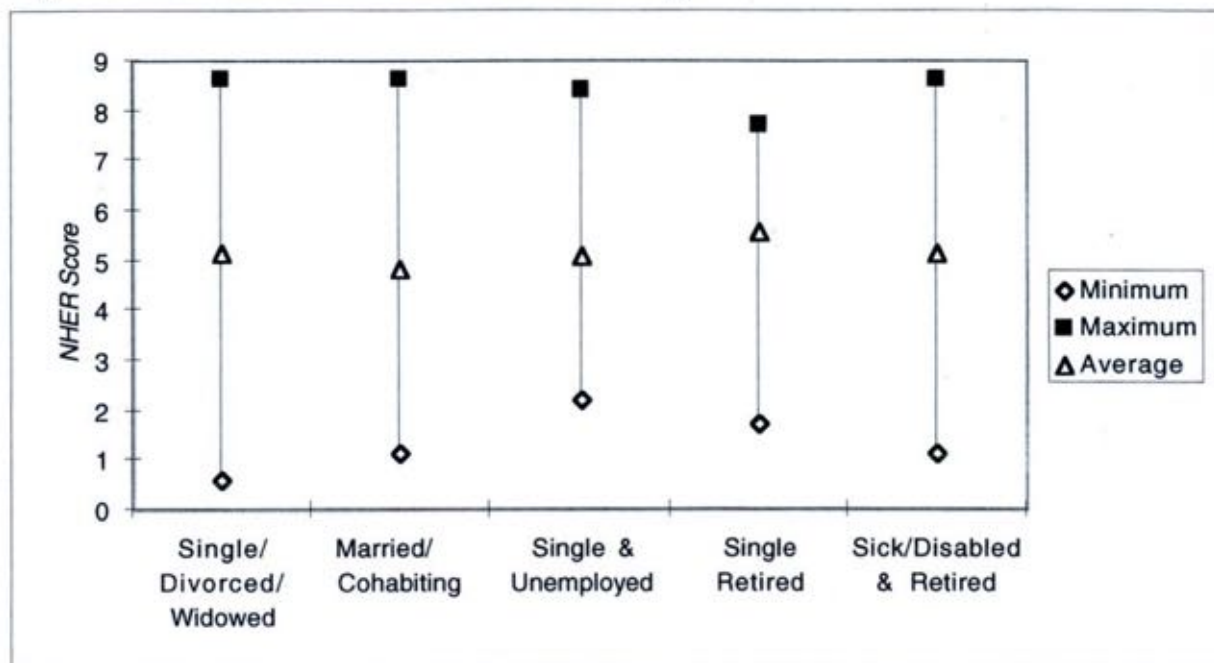 9
8
7
6
5
4
3
2
1
0
NHER Score
Single/
Divorced/
Widowed
Married/
Cohabiting
Single &
Unemployed
Single
Retired
Sick/Disabled
& Retired
Minimum
Maximum
Average